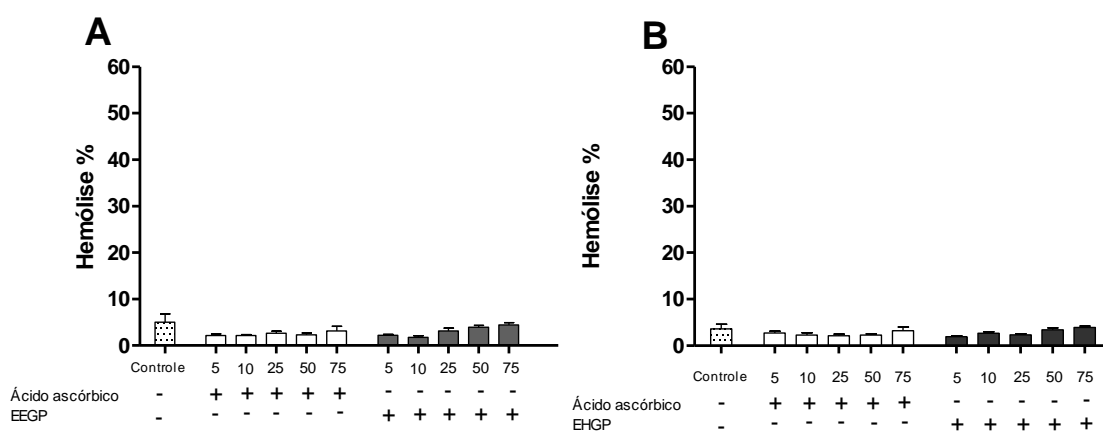 A
Hemólise %
60
50
40
30
20
10
0
Controle 5 10 25 50 75 5 10 25 50 75
Ácido ascórbico - + + + + + - - - - -
EEGP - - - - - - + + + + +
B
Hemólise %
60
50
40
30
20
10
0
Controle 5 10 25 50 75 5 10 25 50 75
Ácido ascórbico - + + + + + - - - - -
EHGP - - - - - - + + + + +